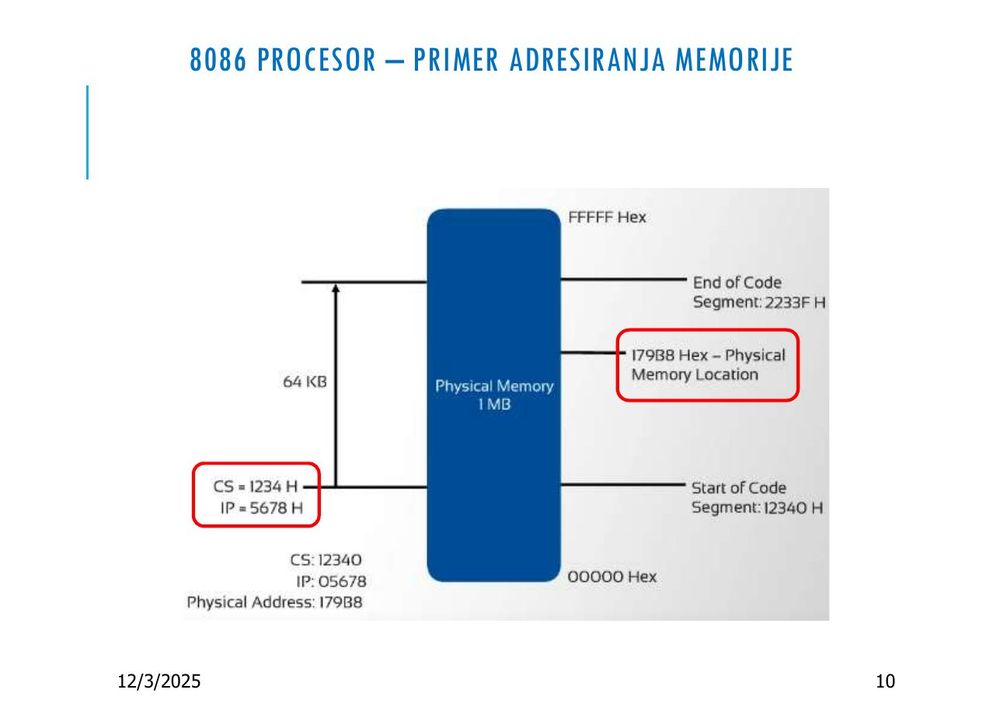 8086 PROCESOR – PRIMER ADRESIRANJA MEMORIJE
FFFFF Hex
End of Code
Segment: 2233F H
179B8 Hex – Physical
Memory Location
64 KB
Physical Memory
1 MB
CS = 1234 H
IP = 5678 H
Start of Code
Segment: 12340 H
CS: 12340
IP: 05678
Physical Address: 179B8
00000 Hex
12/3/2025
10